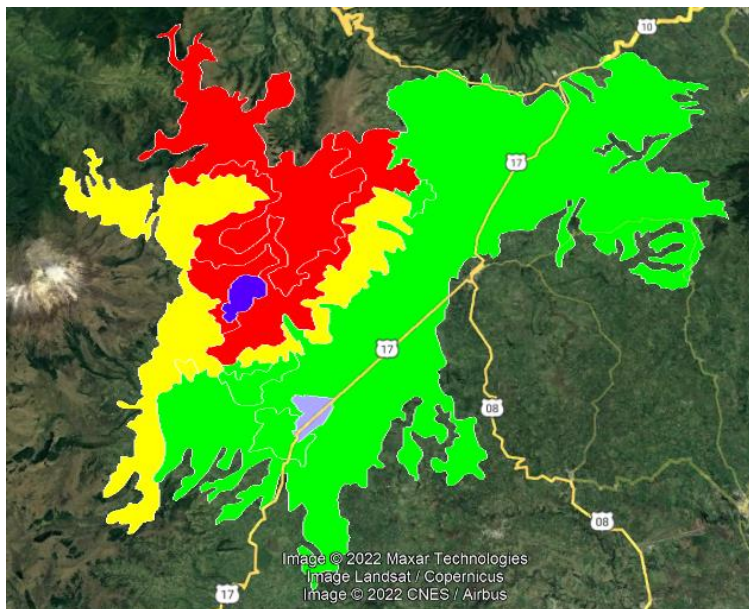 10
17
17
08
08
17
Image © 2022 Maxar Technologies
Image Landsat / Copernicus
Image © 2022 CNES / Airbus